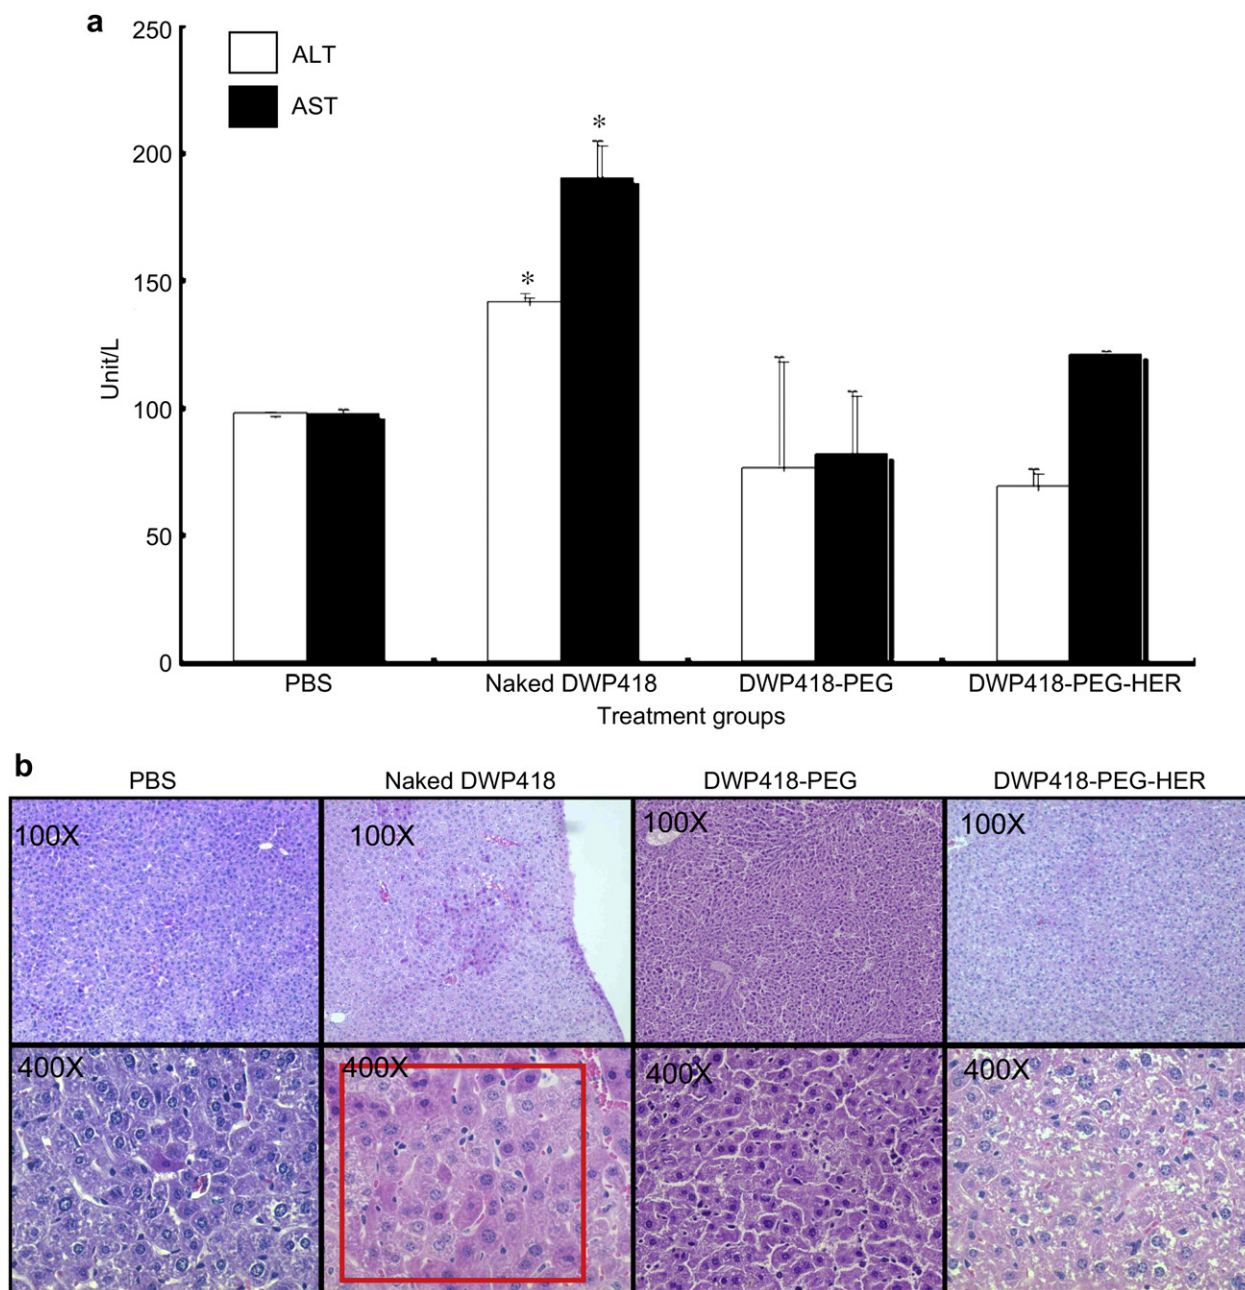 a
250
ALT
AST
200
150
100
50
0
Unit/L
*
*
PBS Naked DWP418 DWP418-PEG DWP418-PEG-HER
Treatment groups
b
PBS Naked DWP418 DWP418-PEG DWP418-PEG-HER
100X 100X 100X 100X
400X 400X 400X 400X